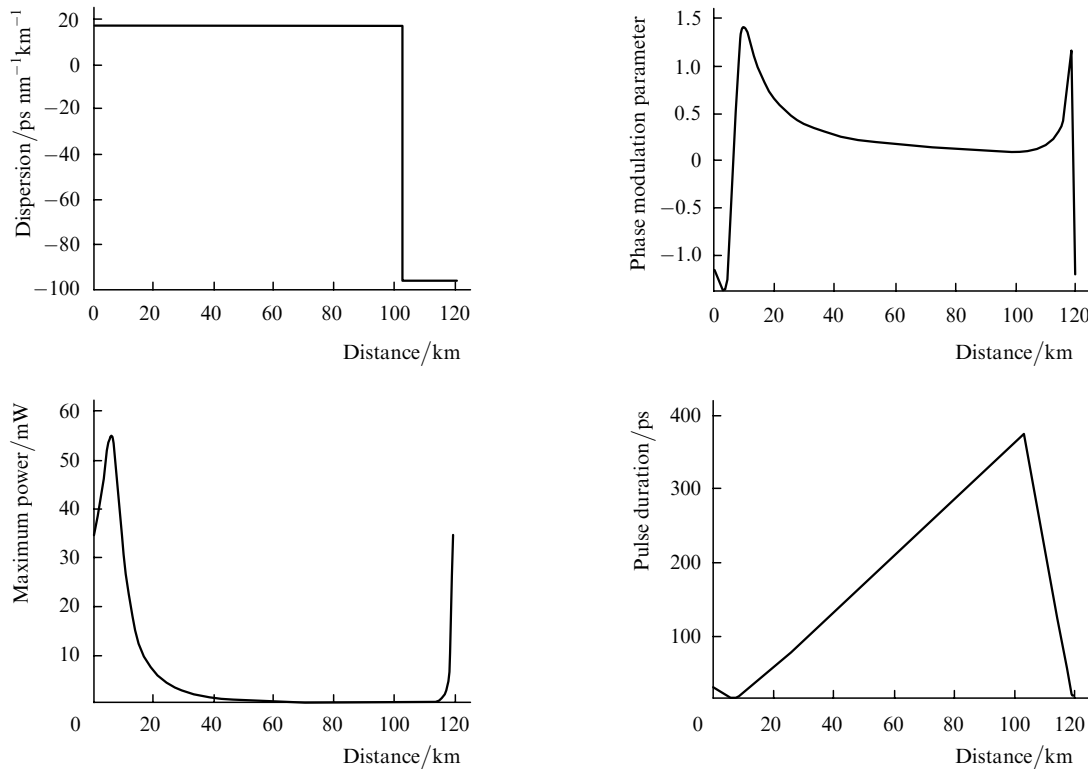 Dispersion/ps nm⁻¹km⁻¹
20
0
−20
−40
−60
−80
−100
0 20 40 60 80 100 120
Distance/km
Phase modulation parameter
1.5
1.0
0.5
0
−0.5
−1.0
0 20 40 60 80 100 120
Distance/km
Maximum power/mW
60
50
40
30
20
10
0 20 40 60 80 100 120
Distance/km
Pulse duration/ps
400
300
200
100
0 20 40 60 80 100 120
Distance/km